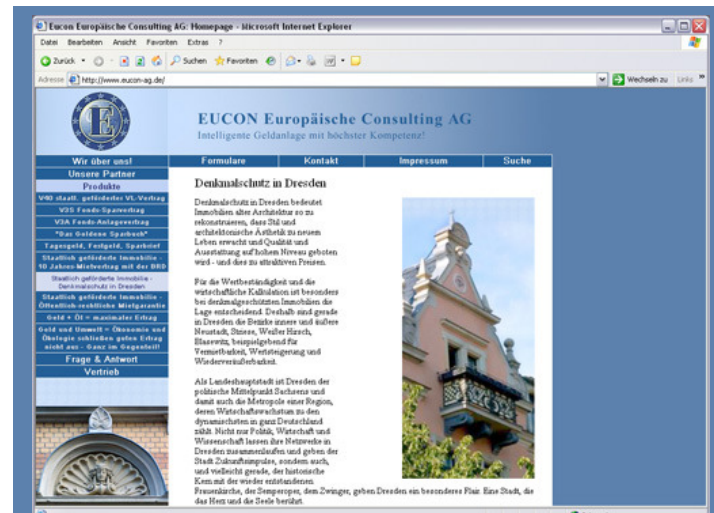 Eucon Europäische Consulting AG: Homepage - Microsoft Internet Explorer
Datei Bearbeiten Ansicht Favoriten Extras ?
Zurück Suchen Favoriten
Adresse http://www.eucon-ag.de/ Wechseln zu Links »
E
EUCON Europäische Consulting AG
Intelligente Geldanlage mit höchster Kompetenz!
Wir über uns! Formulare Kontakt Impressum Suche
Unsere Partner
Produkte
V40 staatl. geförderter VL-Vertrag
V3S Fonds-Sparvertrag
V3A Fonds-Anlagevertrag
"Das Goldene Sparbuch"
Tagesgeld, Festgeld, Sparbrief
Staatlich geförderte Immobilie -
10 Jahres-Mietvertrag mit der BRD
Staatlich geförderte Immobilie -
Denkmalschutz in Dresden
Staatlich geförderte Immobilie -
Öffentlich-rechtliche Mietgarantie
Geld + Öl = maximaler Ertrag
Geld und Umwelt = Ökonomie und
Ökologie schließen guten Ertrag
nicht aus - Ganz im Gegenteil!
Frage & Antwort
Vertrieb
Denkmalschutz in Dresden
Denkmalschutz in Dresden bedeutet
Immobilien alter Architektur so zu
rekonstruieren, dass Stil und
architektonische Ästhetik zu neuem
Leben erwacht und Qualität und
Ausstattung auf hohem Niveau geboten
wird - und dies zu attraktiven Preisen.
Für die Wertbeständigkeit und die
wirtschaftliche Kalkulation ist besonders
bei denkmalgeschützten Immobilien die
Lage entscheidend. Deshalb sind gerade
in Dresden die Bezirke innere und äußere
Neustadt, Striese, Weißer Hirsch,
Blasewitz, beispielgebend für
Vermietbarkeit, Wertsteigerung und
Wiederveräußerbarkeit.
Als Landeshauptstadt ist Dresden der
politische Mittelpunkt Sachsens und
damit auch die Metropole einer Region,
deren Wirtschaftswachstum zu den
dynamischsten in ganz Deutschland
zählt. Nicht nur Politik, Wirtschaft und
Wissenschaft lassen ihre Netzwerke in
Dresden zusammenlaufen und geben der
Stadt Zukunftsimpulse, sondern auch,
und vielleicht gerade, der historische
Kern mit der wieder entstandenen
Frauenkirche, der Semperoper, dem Zwinger, geben Dresden ein besonderes Flair. Eine Stadt, die
das Herz und die Seele berührt.